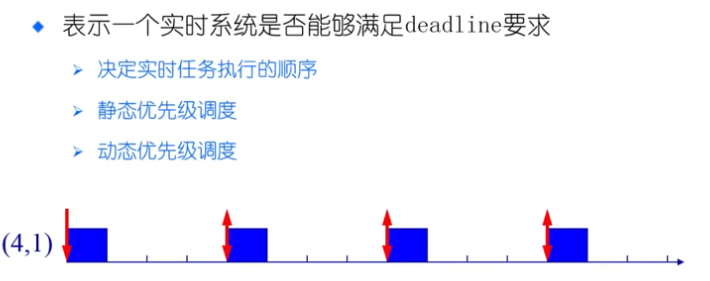 表示一个实时系统是否能够满足deadline要求
决定实时任务执行的顺序
静态优先级调度
动态优先级调度
(4,1)